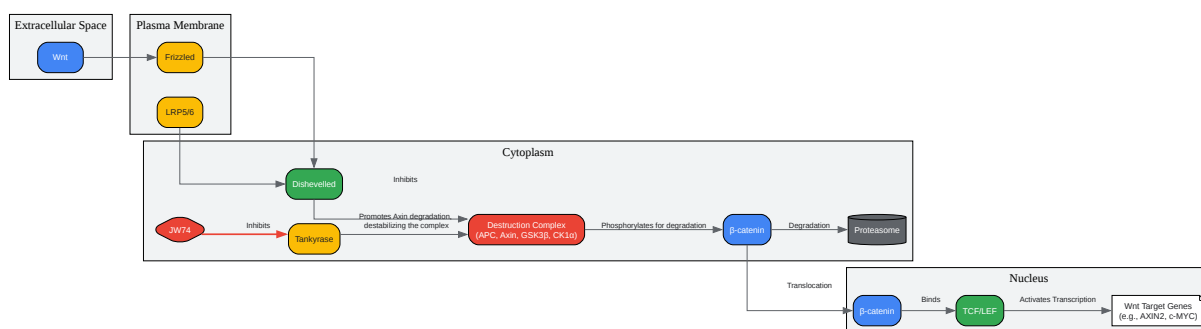 Extracellular Space
Plasma Membrane
Wnt
Frizzled
LRP5/6
Cytoplasm
Dishevelled
Inhibits
JW74
Inhibits
Tankyrase
Promotes Axin degradation,
destabilizing the complex
Destruction Complex
(APC, Axin, GSK3β, CK1α)
Phosphorylates for degradation
β-catenin
Degradation
Proteasome
Translocation
Nucleus
β-catenin
Binds
TCF/LEF
Activates Transcription
Wnt Target Genes
(e.g., AXIN2, c-MYC)